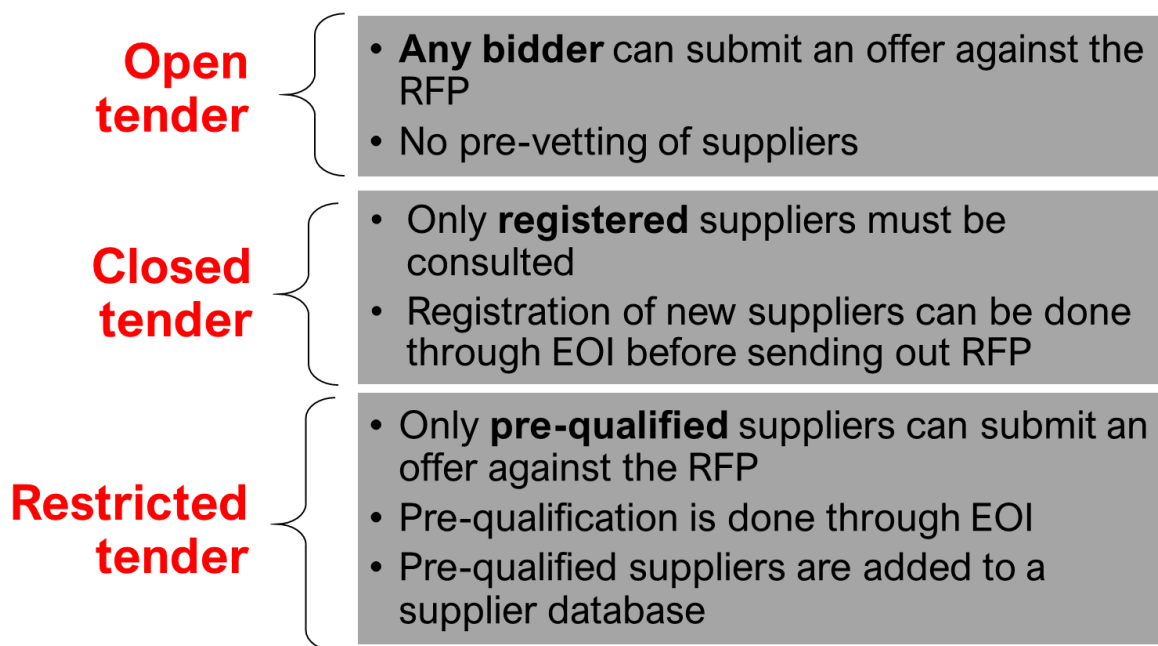 Open
tender
• Any bidder can submit an offer against the
RFP
• No pre-vetting of suppliers
Closed
tender
• Only registered suppliers must be
consulted
• Registration of new suppliers can be done
through EOI before sending out RFP
Restricted
tender
• Only pre-qualified suppliers can submit an
offer against the RFP
• Pre-qualification is done through EOI
• Pre-qualified suppliers are added to a
supplier database